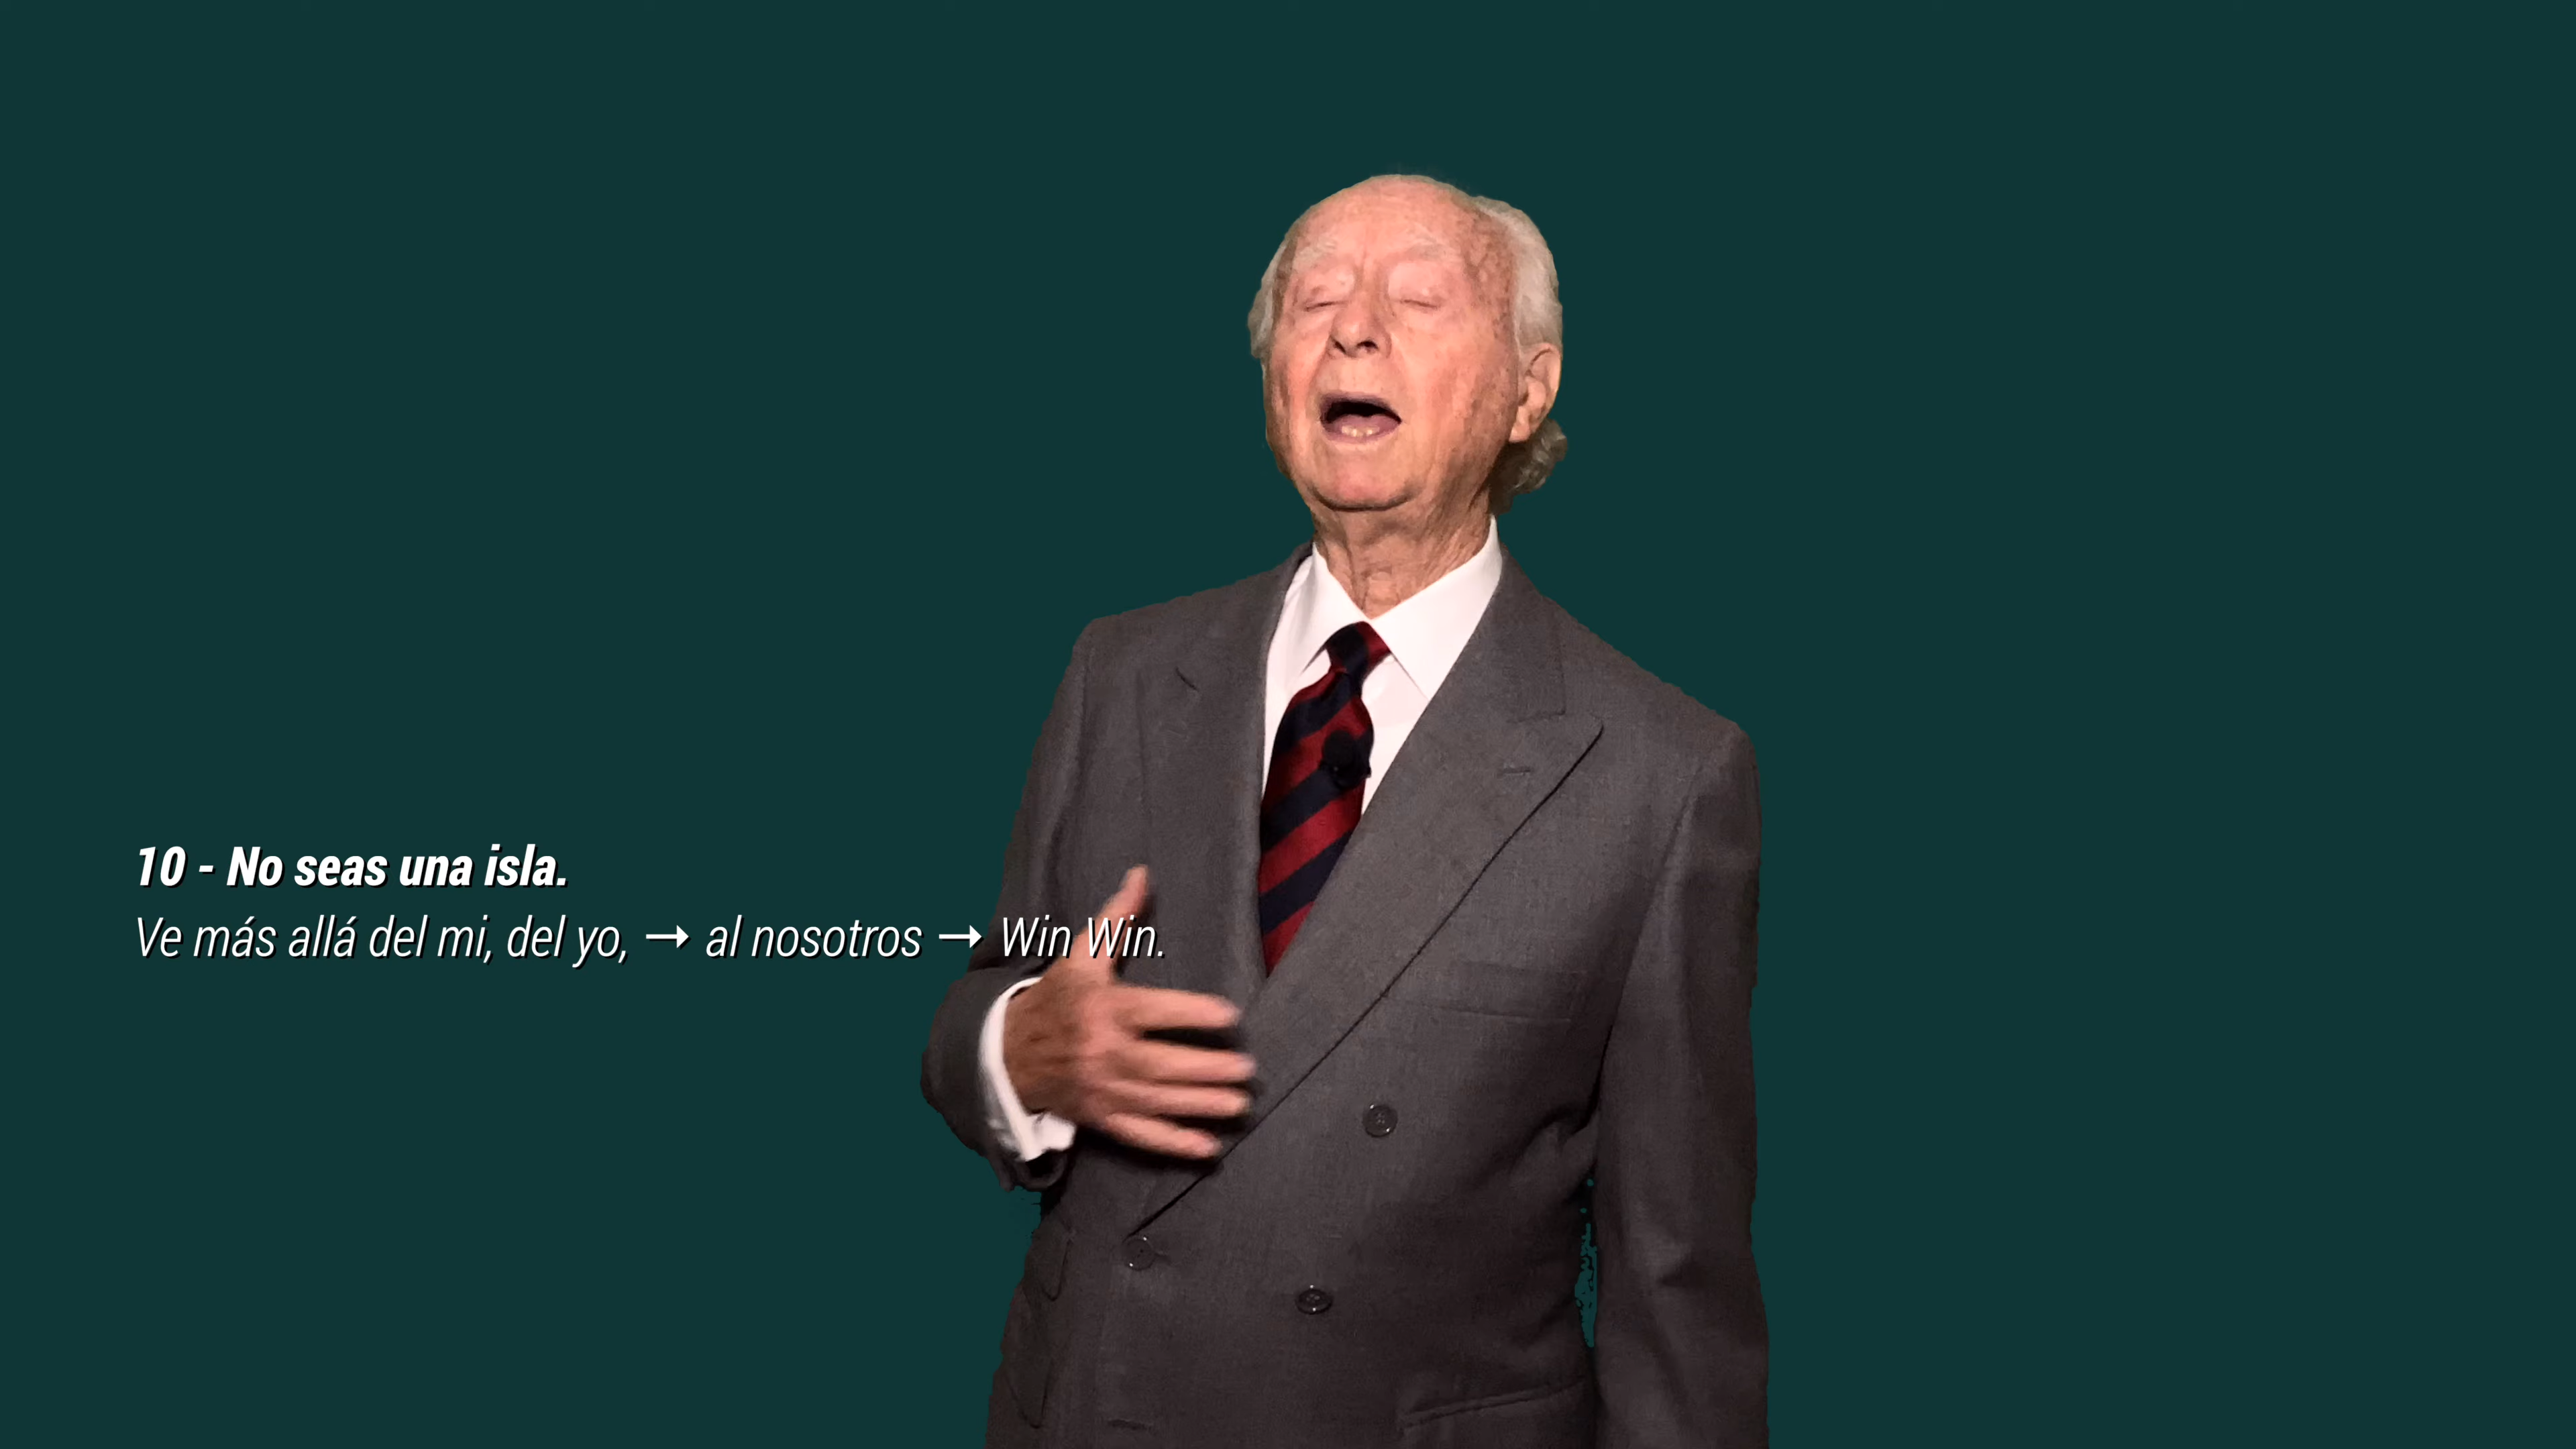 10 - No seas una isla.
Ve más allá del mi, del yo, → al nosotros → Win Win.